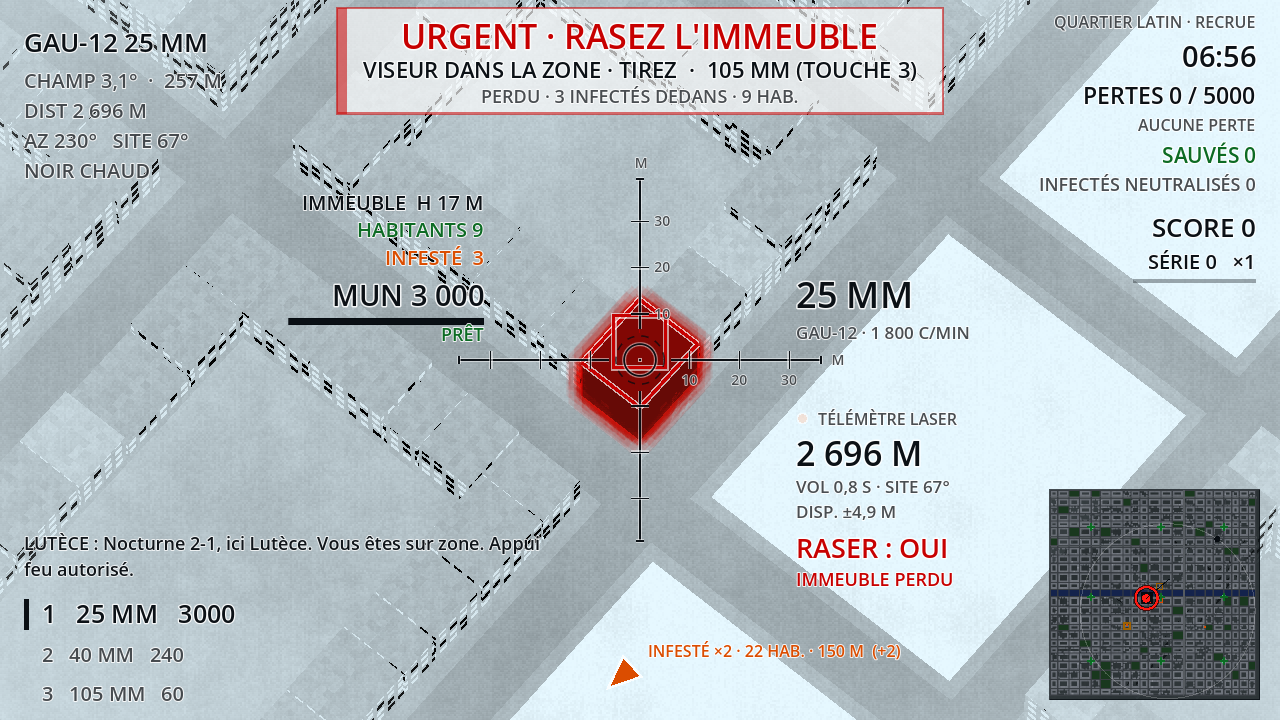 GAU-12 25 MM
CHAMP 3,1° · 257 M
DIST 2 696 M
AZ 230° SITE 67°
NOIR CHAUD
URGENT · RASEZ L'IMMEUBLE
VISEUR DANS LA ZONE · TIREZ · 105 MM (TOUCHE 3)
PERDU · 3 INFECTÉS DEDANS · 9 HAB.
QUARTIER LATIN · RECRUE
06:56
PERTES 0 / 5000
AUCUNE PERTE
SAUVÉS 0
INFECTÉS NEUTRALISÉS 0
SCORE 0
SÉRIE 0 ×1
IMMEUBLE H 17 M
HABITANTS 9
INFESTÉ 3
MUN 3 000
PRÊT
M
30
20
10
M
10 20 30
25 MM
GAU-12 · 1 800 C/MIN
TÉLÉMÈTRE LASER
2 696 M
VOL 0,8 S · SITE 67°
DISP. ±4,9 M
RASER : OUI
IMMEUBLE PERDU
LUTÈCE : Nocturne 2-1, ici Lutèce. Vous êtes sur zone. Appui
feu autorisé.
1 25 MM 3000
2 40 MM 240
3 105 MM 60
INFESTÉ ×2 · 22 HAB. · 150 M (+2)